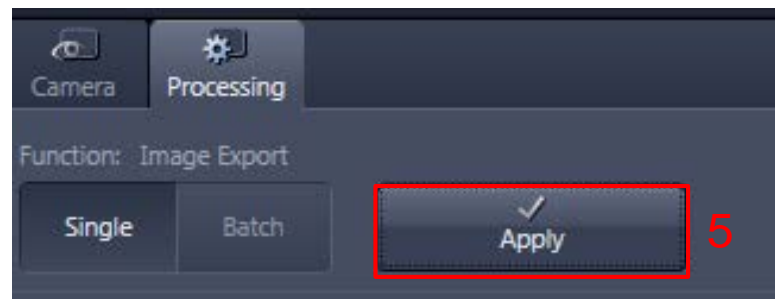 Camera Processing
Function: Image Export
Single Batch Apply 5